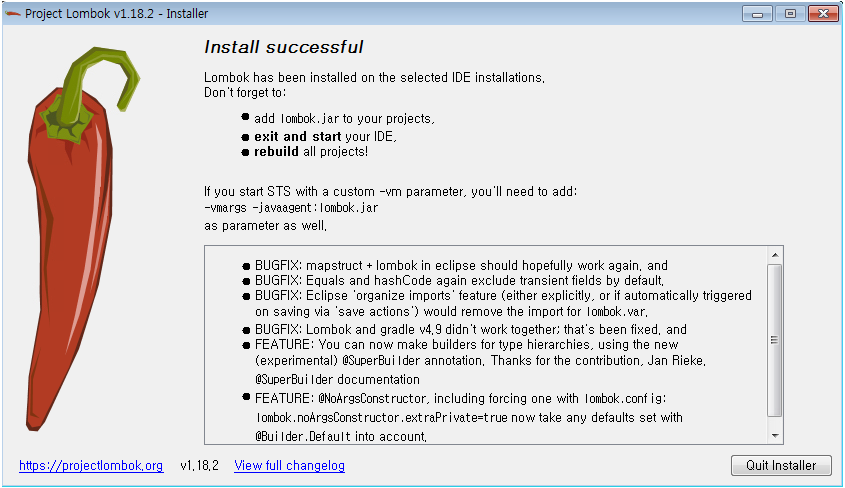 Project Lombok v1.18.2 - Installer
Install successful
Lombok has been installed on the selected IDE installations.
Don't forget to:
● add lombok.jar to your projects,
● exit and start your IDE,
● rebuild all projects!
If you start STS with a custom -vm parameter, you'll need to add:
-vmargs -javaagent:lombok.jar
as parameter as well.
● BUGFIX: mapstruct + lombok in eclipse should hopefully work again. and
● BUGFIX: Equals and hashCode again exclude transient fields by default.
● BUGFIX: Eclipse 'organize imports' feature (either explicitly, or if automatically triggered
on saving via 'save actions') would remove the import for lombok.var.
● BUGFIX: Lombok and gradle v4.9 didn't work together; that's been fixed. and
● FEATURE: You can now make builders for type hierarchies, using the new
(experimental) @SuperBuilder annotation. Thanks for the contribution, Jan Rieke.
@SuperBuilder documentation
● FEATURE: @NoArgsConstructor, including forcing one with lombok.config:
lombok.noArgsConstructor.extraPrivate=true now take any defaults set with
@Builder.Default into account.
https://projectlombok.org v1.18.2 View full changelog Quit Installer